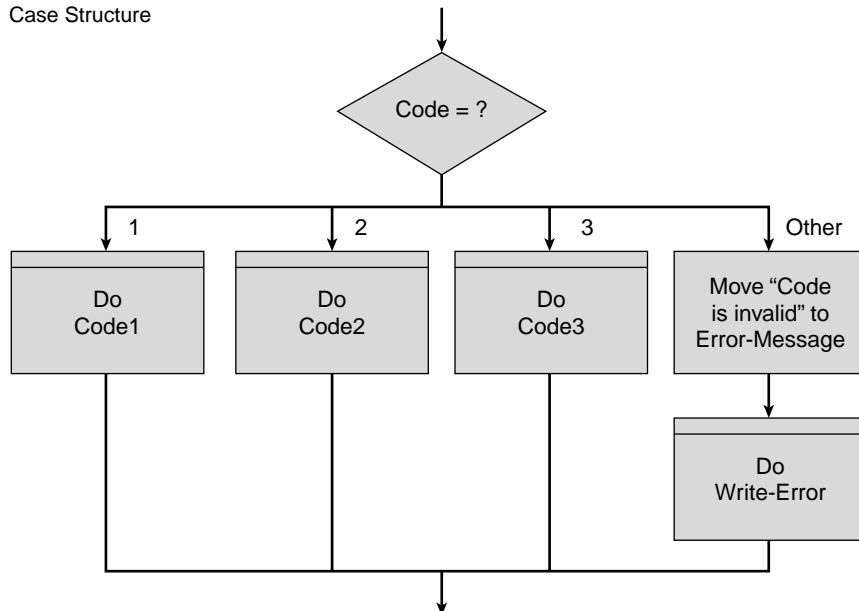 Case Structure
Code = ?
1
2
3
Other
Do
Code1
Do
Code2
Do
Code3
Move “Code
is invalid” to
Error-Message
Do
Write-Error